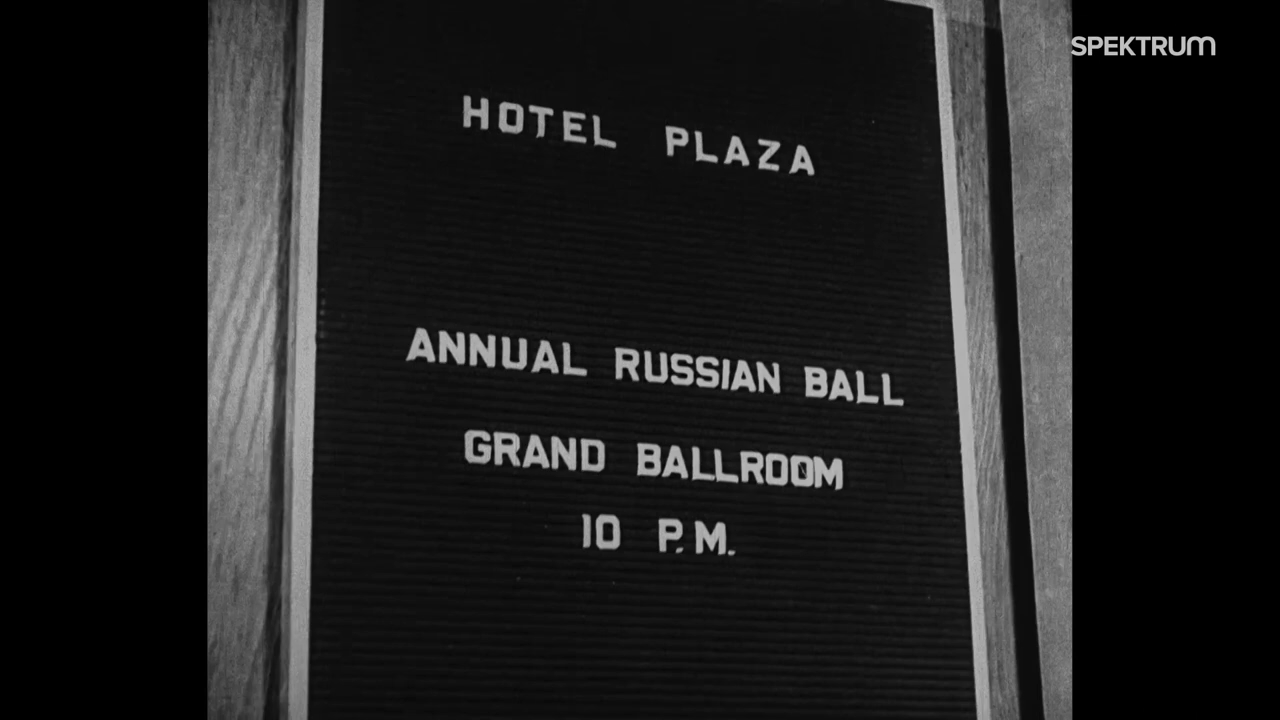 SPEKTRUM
HOTEL PLAZA
ANNUAL RUSSIAN BALL
GRAND BALLROOM
10 P.M.